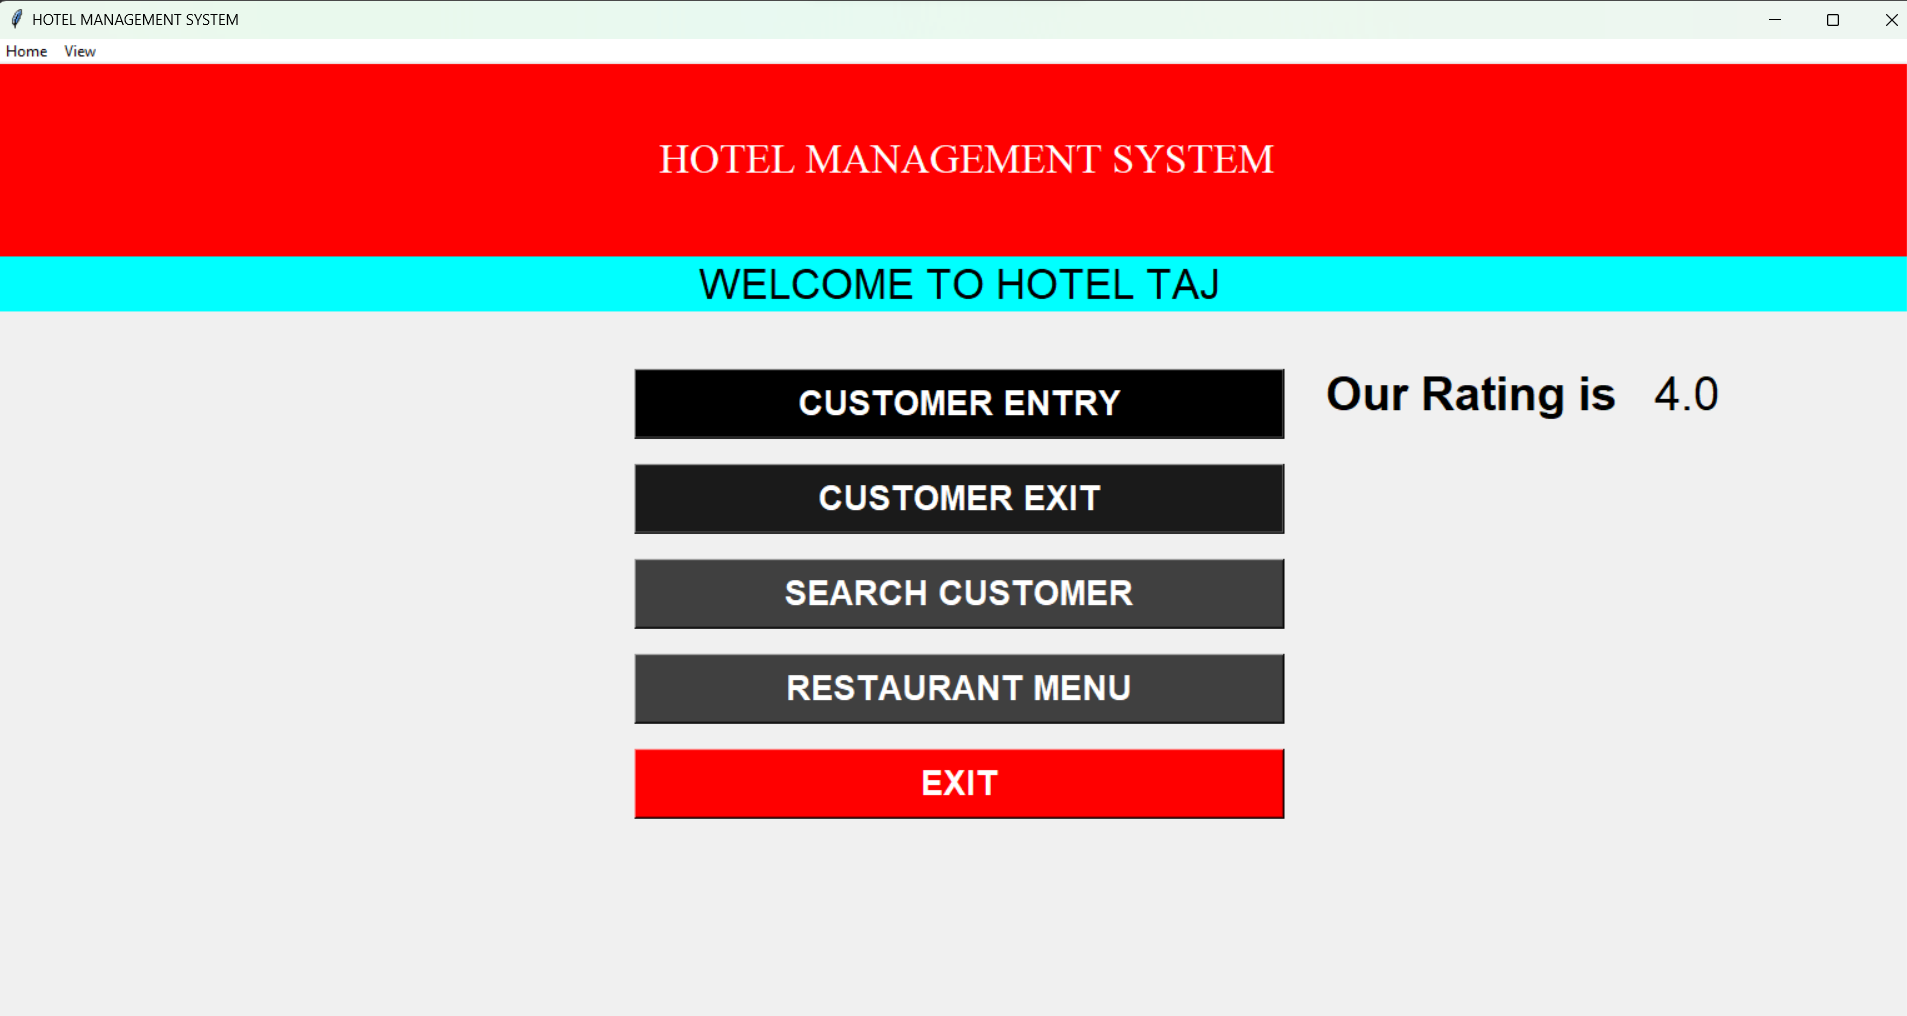 HOTEL MANAGEMENT SYSTEM
Home View
HOTEL MANAGEMENT SYSTEM
WELCOME TO HOTEL TAJ
CUSTOMER ENTRY
Our Rating is 4.0
CUSTOMER EXIT
SEARCH CUSTOMER
RESTAURANT MENU
EXIT